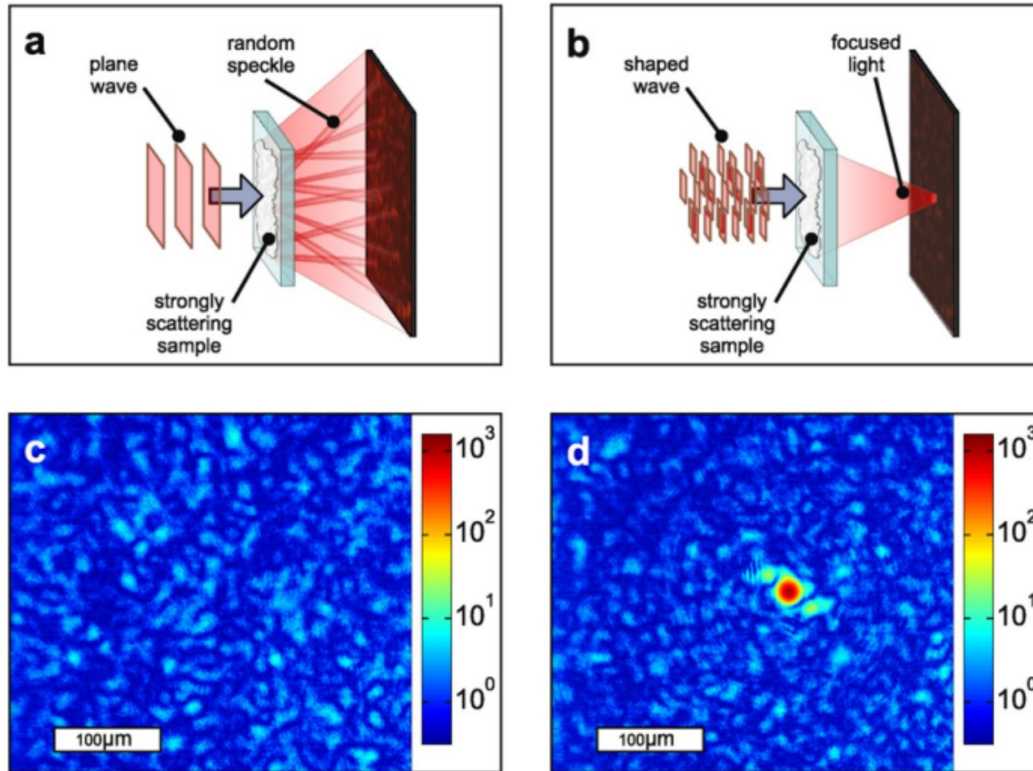 a
plane
wave
random
speckle
strongly
scattering
sample
b
shaped
wave
focused
light
strongly
scattering
sample
c
10³
10²
10¹
10⁰
100µm
d
10³
10²
10¹
10⁰
100µm